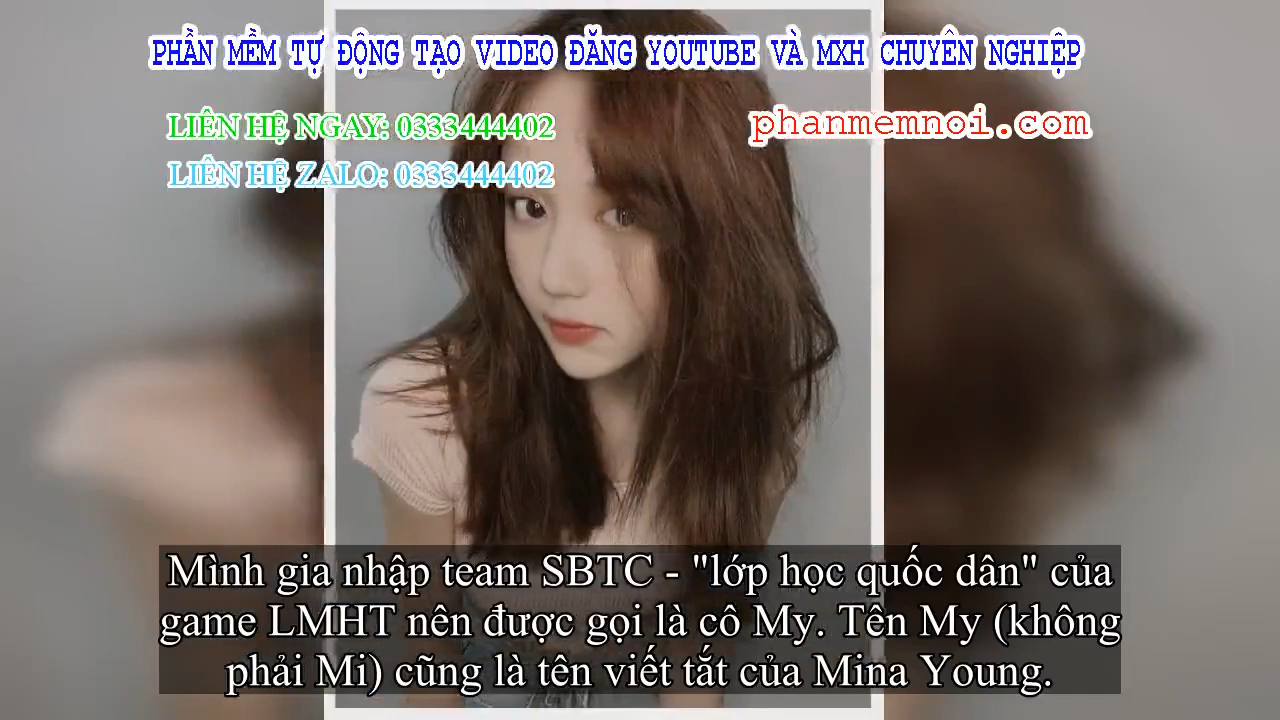 PHẦN MỀM TỰ ĐỘNG TẠO VIDEO ĐĂNG YOUTUBE VÀ MXH CHUYÊN NGHIỆP
LIÊN HỆ NGAY: 0333444402
phanmemnoi.com
LIÊN HỆ ZALO: 0333444402
Mình gia nhập team SBTC - "lớp học quốc dân" của
game LMHT nên được gọi là cô My. Tên My (không
phải Mi) cũng là tên viết tắt của Mina Young.